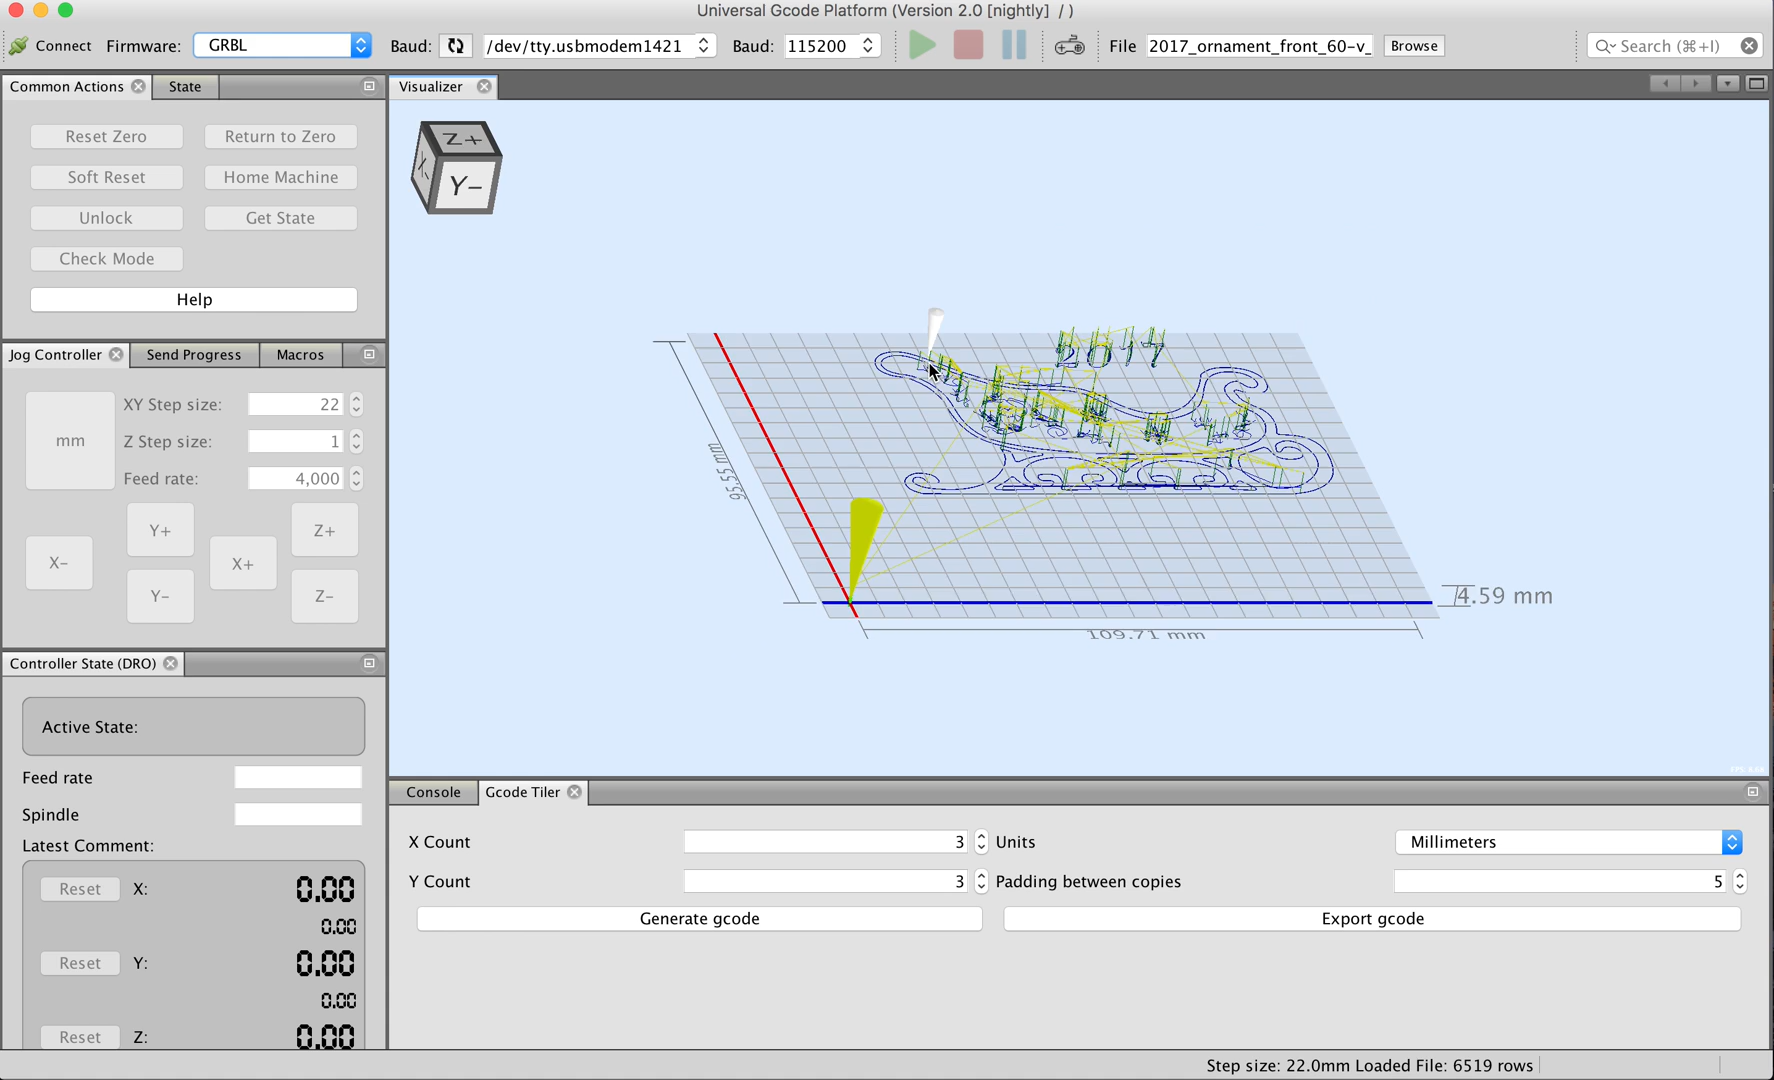 Universal Gcode Platform (Version 2.0 [nightly]  / )
Connect
Firmware:
GRBL
Baud:
/dev/tty.usbmodem1421
Baud:
115200
File
2017_ornament_front_60-v_
Browse
Search (⌘+I)
Common Actions
State
Reset Zero
Return to Zero
Soft Reset
Home Machine
Unlock
Get State
Check Mode
Help
Jog Controller
Send Progress
Macros
mm
XY Step size:
22
Z Step size:
1
Feed rate:
4,000
X-
Y+
Y-
X+
Z+
Z-
Controller State (DRO)
Active State:
Feed rate
Spindle
Latest Comment:
Reset
X:
0.00
0.00
Reset
Y:
0.00
0.00
Reset
Z:
0.00
Visualizer
Z+
X-
Y-
2017
95.55 mm
4.59 mm
109.71 mm
Console
Gcode Tiler
X Count
3
Units
Millimeters
Y Count
3
Padding between copies
5
Generate gcode
Export gcode
Step size: 22.0mm Loaded File: 6519 rows